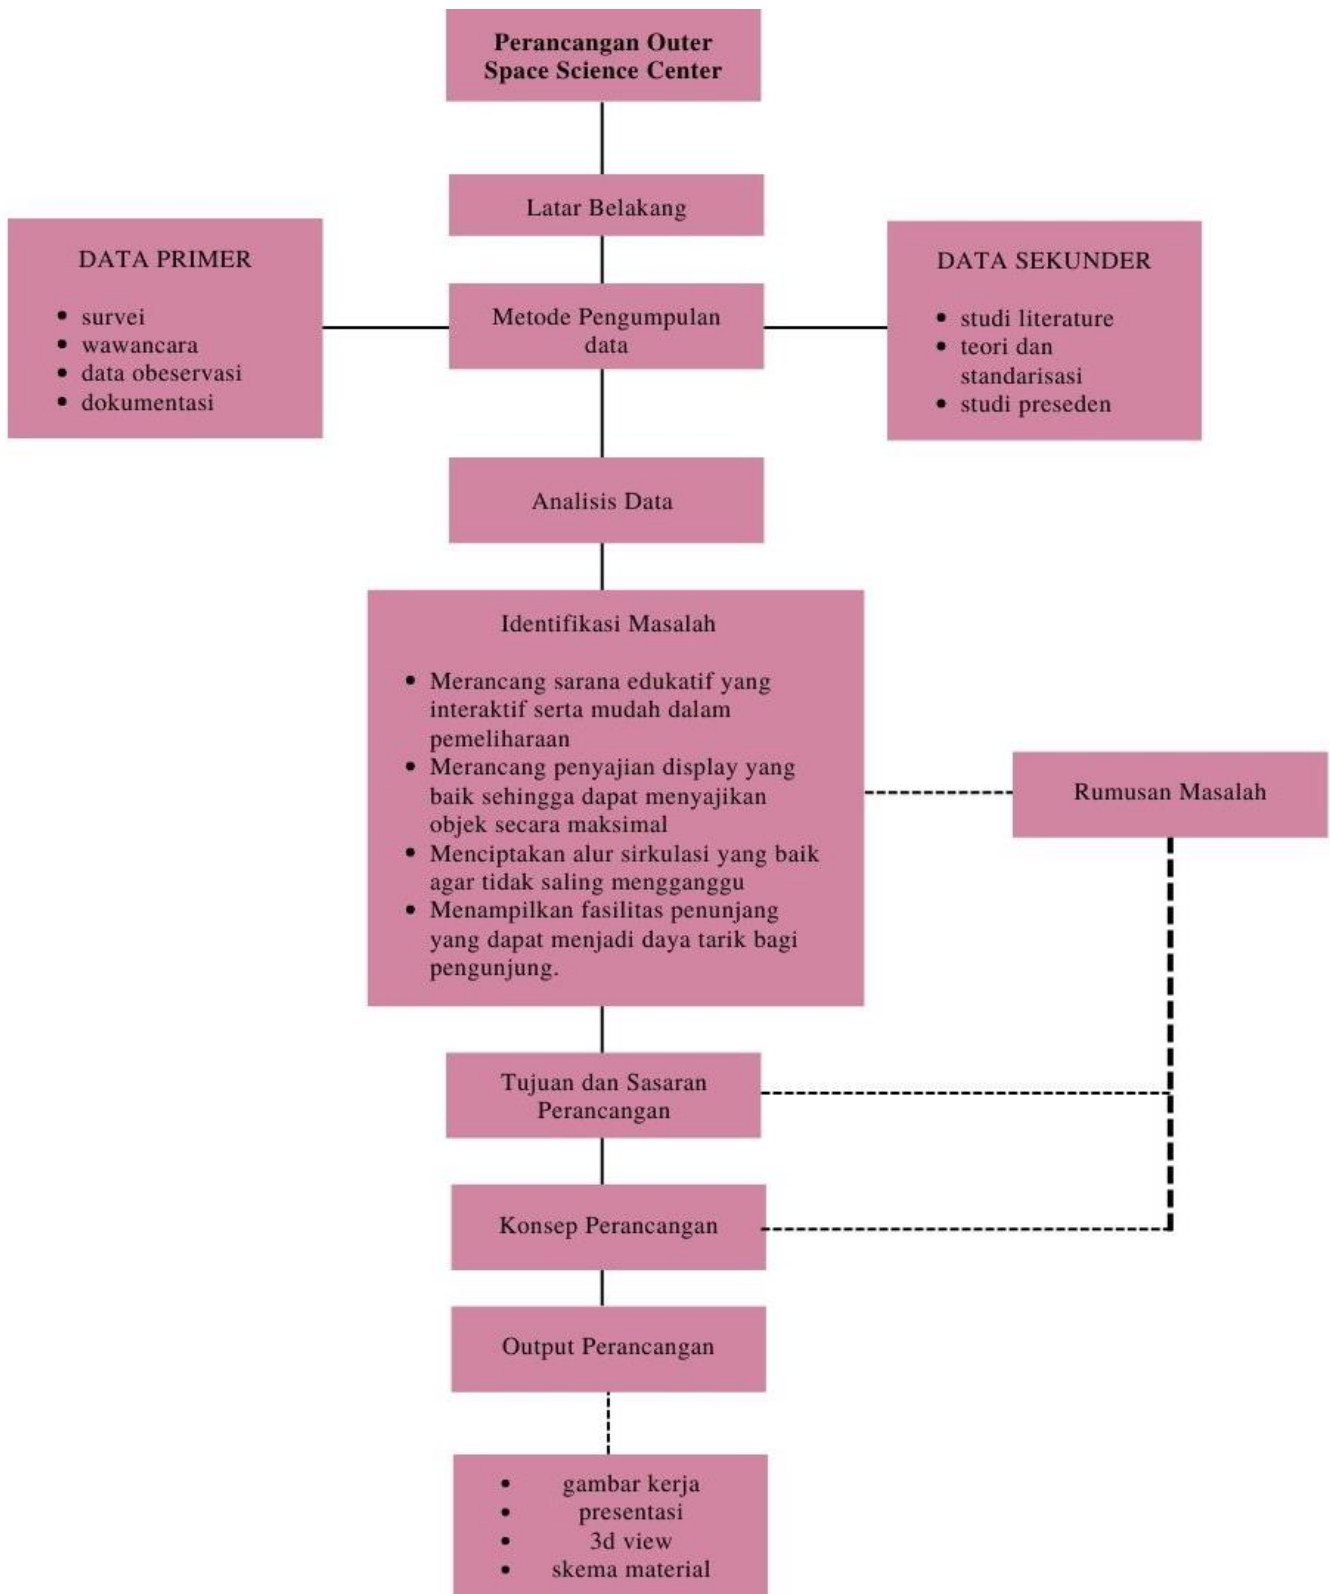 Perancangan Outer
Space Science Center
Latar Belakang
DATA PRIMER
• survei
• wawancara
• data obeservasi
• dokumentasi
Metode Pengumpulan
data
DATA SEKUNDER
• studi literature
• teori dan
standarisasi
• studi preseden
Analisis Data
Identifikasi Masalah
• Merancang sarana edukatif yang
interaktif serta mudah dalam
pemeliharaan
• Merancang penyajian display yang
baik sehingga dapat menyajikan
objek secara maksimal
• Menciptakan alur sirkulasi yang baik
agar tidak saling mengganggu
• Menampilkan fasilitas penunjang
yang dapat menjadi daya tarik bagi
pengunjung.
Rumusan Masalah
Tujuan dan Sasaran
Perancangan
Konsep Perancangan
Output Perancangan
• gambar kerja
• presentasi
• 3d view
• skema material